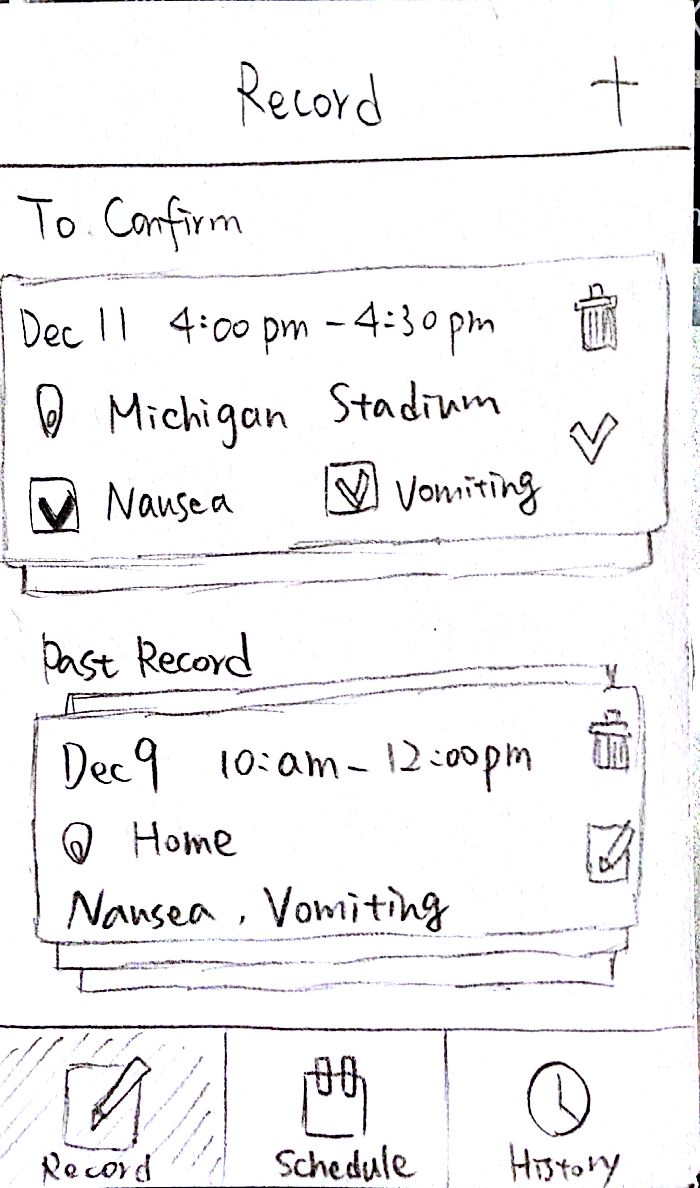 Record +
To Confirm
Dec 11 4:00 pm - 4:30 pm
Michigan Stadium
Nausea Vomiting
Past Record
Dec 9 10:am - 12:00pm
Home
Nausea, Vomiting
Record Schedule History